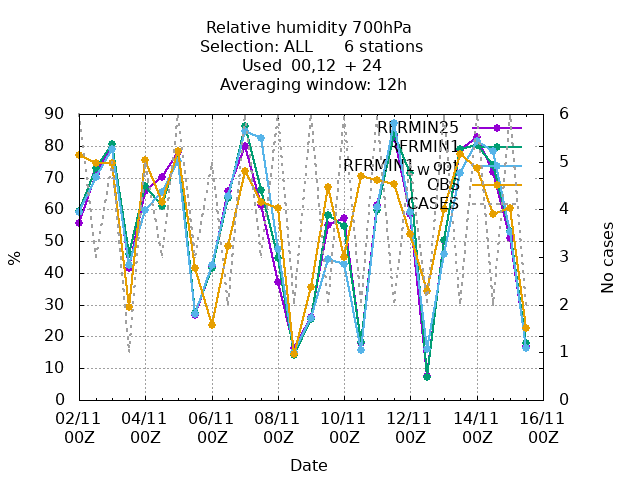 Relative humidity 700hPa
Selection: ALL 6 stations
Used 00,12 + 24
Averaging window: 12h
90
80
70
60
50
40
30
20
10
0
%
6
5
4
3
2
1
0
No cases
RFRMIN25
RFRMIN1
OBS
CASES
02/11 04/11 06/11 08/11 10/11 12/11 14/11 16/11
00Z 00Z 00Z 00Z 00Z 00Z 00Z 00Z
Date